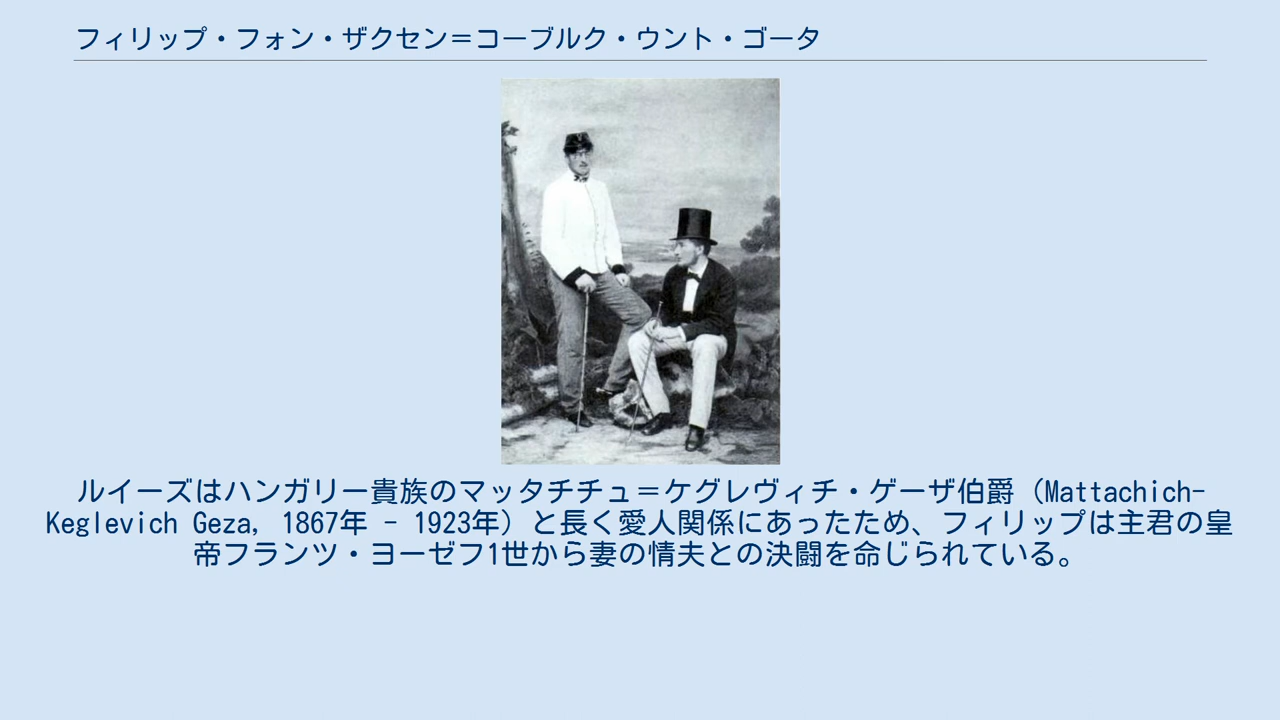 フィリップ・フォン・ザクセン＝コーブルク・ウント・ゴータ
ルイーズはハンガリー貴族のマッタチチュ＝ケグレヴィチ・ゲーザ伯爵（Mattachich-
Keglevich Geza, 1867年 - 1923年）と長く愛人関係にあったため、フィリップは主君の皇
帝フランツ・ヨーゼフ1世から妻の情夫との決闘を命じられている。